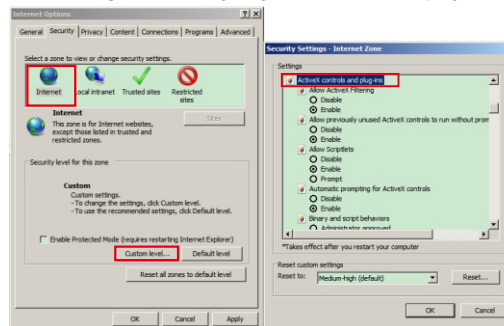 Internet Options
General Security Privacy Content Connections Programs Advanced
Select a zone to view or change security settings.
Internet Local intranet Trusted sites Restricted sites
Internet
This zone is for Internet websites,
except those listed in trusted and
restricted zones.
Sites
Security level for this zone
Custom
Custom settings.
- To change the settings, click Custom level.
- To use the recommended settings, click Default level.
Enable Protected Mode (requires restarting Internet Explorer)
Custom level... Default level
Reset all zones to default level
OK Cancel Apply
Security Settings - Internet Zone
Settings
ActiveX controls and plug-ins
Allow ActiveX Filtering
Disable
Enable
Allow previously unused ActiveX controls to run without prom
Disable
Enable
Allow Scriptlets
Disable
Enable
Prompt
Automatic prompting for ActiveX controls
Disable
Enable
Binary and script behaviors
Administrator approved
*Takes effect after you restart your computer
Reset custom settings
Reset to: Medium-high (default) Reset...
OK Cancel